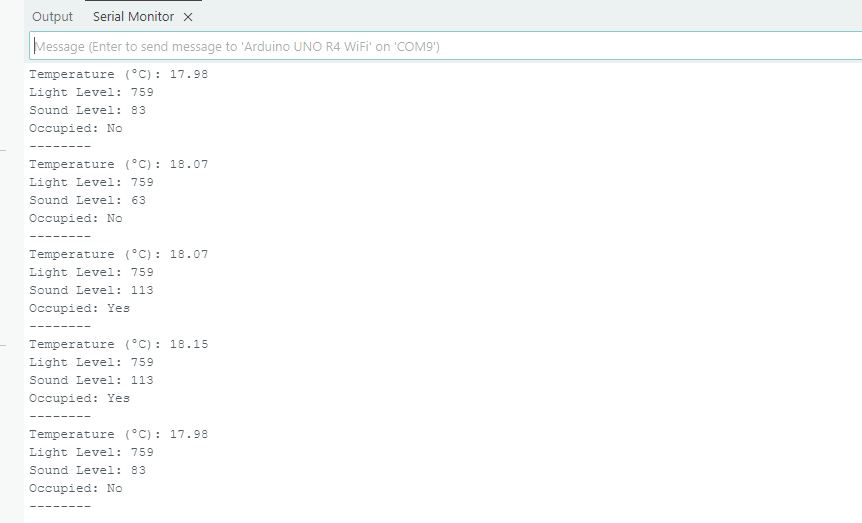 Output Serial Monitor
Message (Enter to send message to 'Arduino UNO R4 WiFi' on 'COM9')
Temperature (°C): 17.98
Light Level: 759
Sound Level: 83
Occupied: No
--------
Temperature (°C): 18.07
Light Level: 759
Sound Level: 63
Occupied: No
--------
Temperature (°C): 18.07
Light Level: 759
Sound Level: 113
Occupied: Yes
--------
Temperature (°C): 18.15
Light Level: 759
Sound Level: 113
Occupied: Yes
--------
Temperature (°C): 17.98
Light Level: 759
Sound Level: 83
Occupied: No
--------